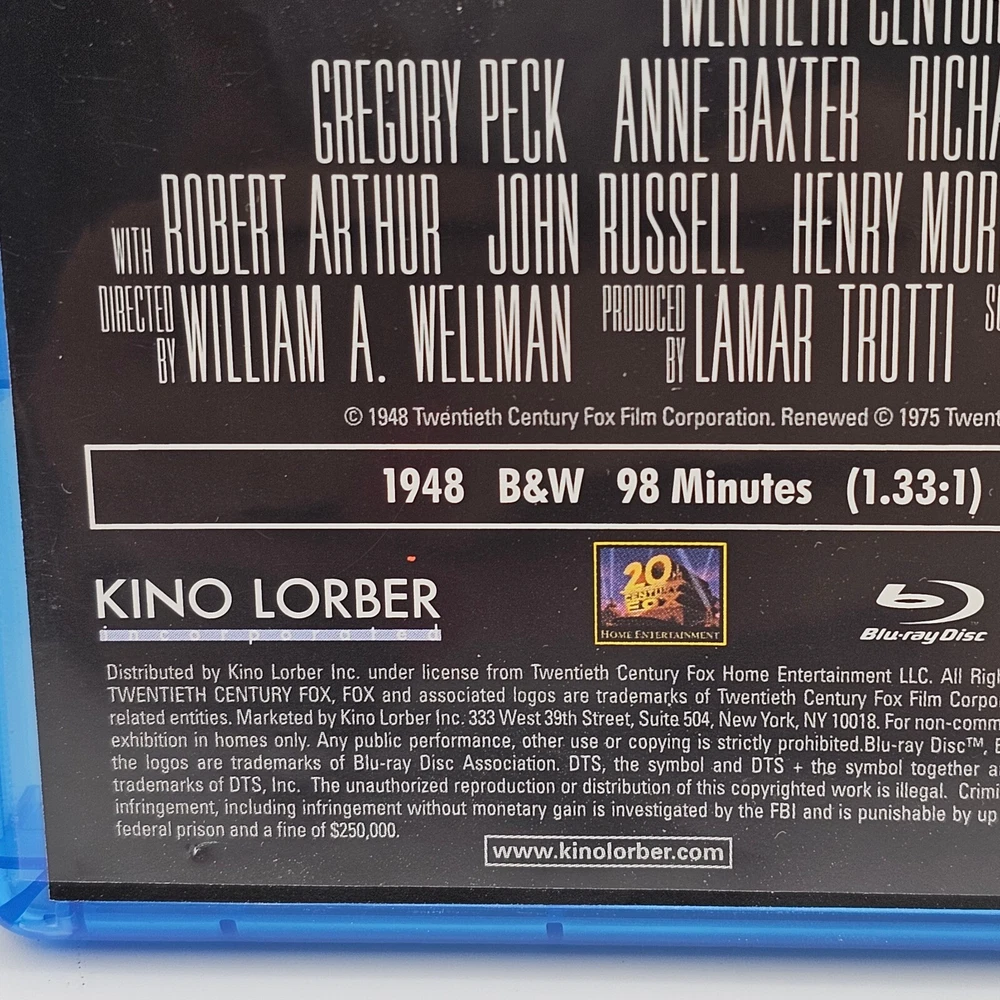 TWENTIETH CENTUR
GREGORY PECK ANNE BAXTER RICHA
WITH ROBERT ARTHUR JOHN RUSSELL HENRY MOR
DIRECTED BY WILLIAM A. WELLMAN PRODUCED BY LAMAR TROTTI
© 1948 Twentieth Century Fox Film Corporation. Renewed © 1975 Twent
1948 B&W 98 Minutes (1.33:1)
KINO LORBER
incorporated
20
CENTURY
FOX
HOME ENTERTAINMENT
Blu-ray Disc
Distributed by Kino Lorber Inc. under license from Twentieth Century Fox Home Entertainment LLC. All Rig
TWENTIETH CENTURY FOX, FOX and associated logos are trademarks of Twentieth Century Fox Film Corpo
related entities. Marketed by Kino Lorber Inc. 333 West 39th Street, Suite 504, New York, NY 10018. For non-comm
exhibition in homes only. Any public performance, other use or copying is strictly prohibited.Blu-ray Disc™, B
the logos are trademarks of Blu-ray Disc Association. DTS, the symbol and DTS + the symbol together a
trademarks of DTS, Inc. The unauthorized reproduction or distribution of this copyrighted work is illegal. Crimi
infringement, including infringement without monetary gain is investigated by the FBI and is punishable by up
federal prison and a fine of $250,000.
www.kinolorber.com